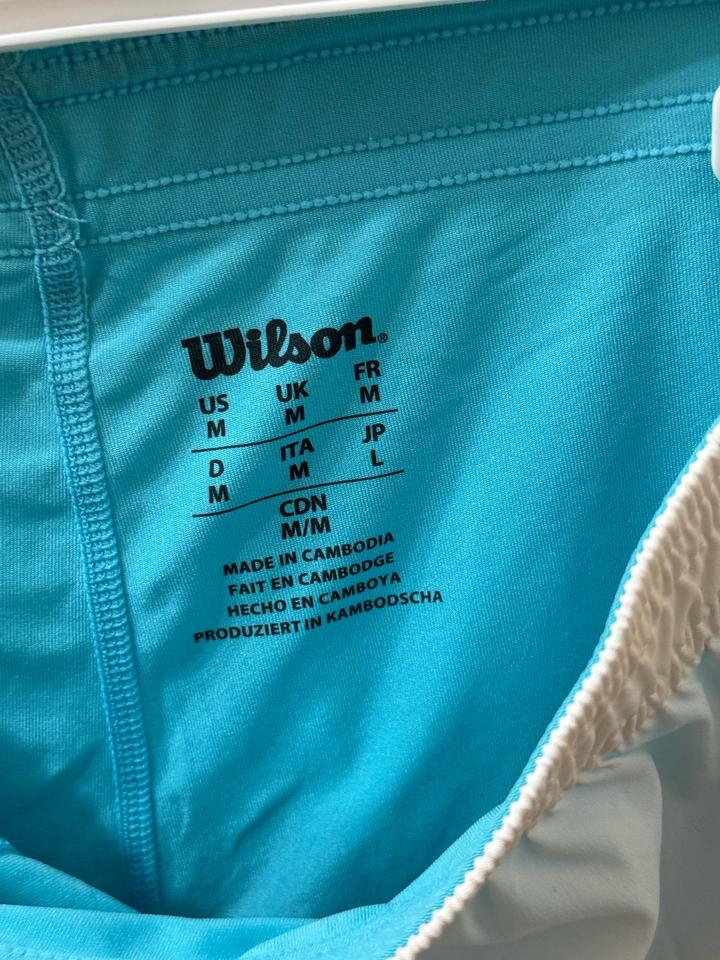 Wilson®
US UK FR
M M M
D ITA JP
M M L
CDN
M/M
MADE IN CAMBODIA
FAIT EN CAMBODGE
HECHO EN CAMBOYA
PRODUZIERT IN KAMBODSCHA